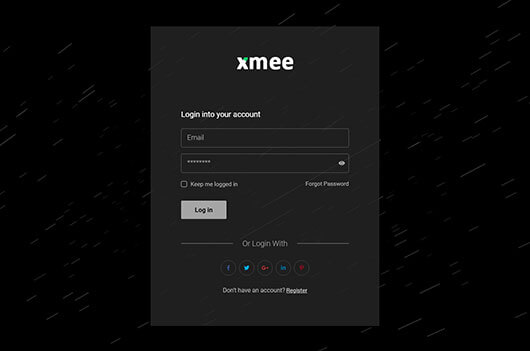 xmee
Login into your account
Email
********
Keep me logged in
Forgot Password
Log in
Or Login With
f
G+
in
Don't have an account? Register